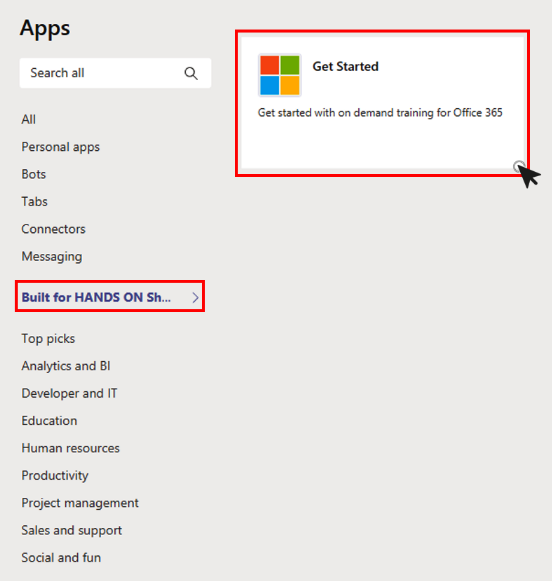 Apps
Search all
All
Personal apps
Bots
Tabs
Connectors
Messaging
Built for HANDS ON Sh...
Top picks
Analytics and BI
Developer and IT
Education
Human resources
Productivity
Project management
Sales and support
Social and fun
Get Started
Get started with on demand training for Office 365